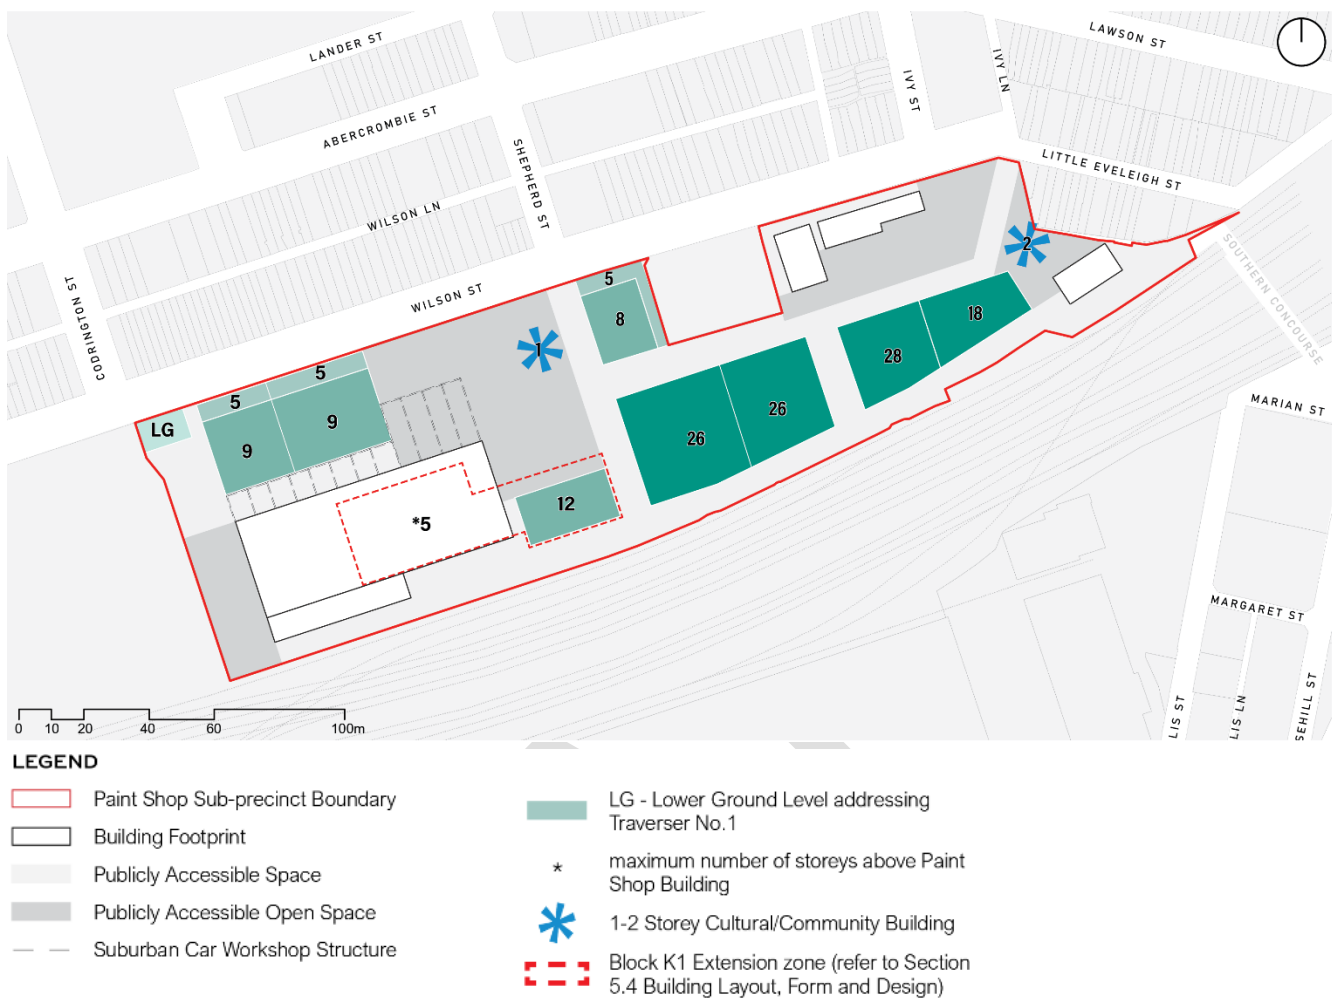 LANDER ST
LAWSON ST
IVY LN
IVY ST
ABERCROMBIE ST
SHEPHERD ST
LITTLE EVELEIGH ST
WILSON LN
SOUTHERN CONCOURSE
CODRINGTON ST
WILSON ST
2
5
8
1
18
28
5
5
9
9
LG
26
26
12
*5
MARIAN ST
MARGARET ST
LIS ST
LIS LN
SEHILL ST
0 10 20 40 60 100m
LEGEND
Paint Shop Sub-precinct Boundary
Building Footprint
Publicly Accessible Space
Publicly Accessible Open Space
Suburban Car Workshop Structure
LG - Lower Ground Level addressing
Traverser No.1
*
maximum number of storeys above Paint
Shop Building
1-2 Storey Cultural/Community Building
Block K1 Extension zone (refer to Section
5.4 Building Layout, Form and Design)